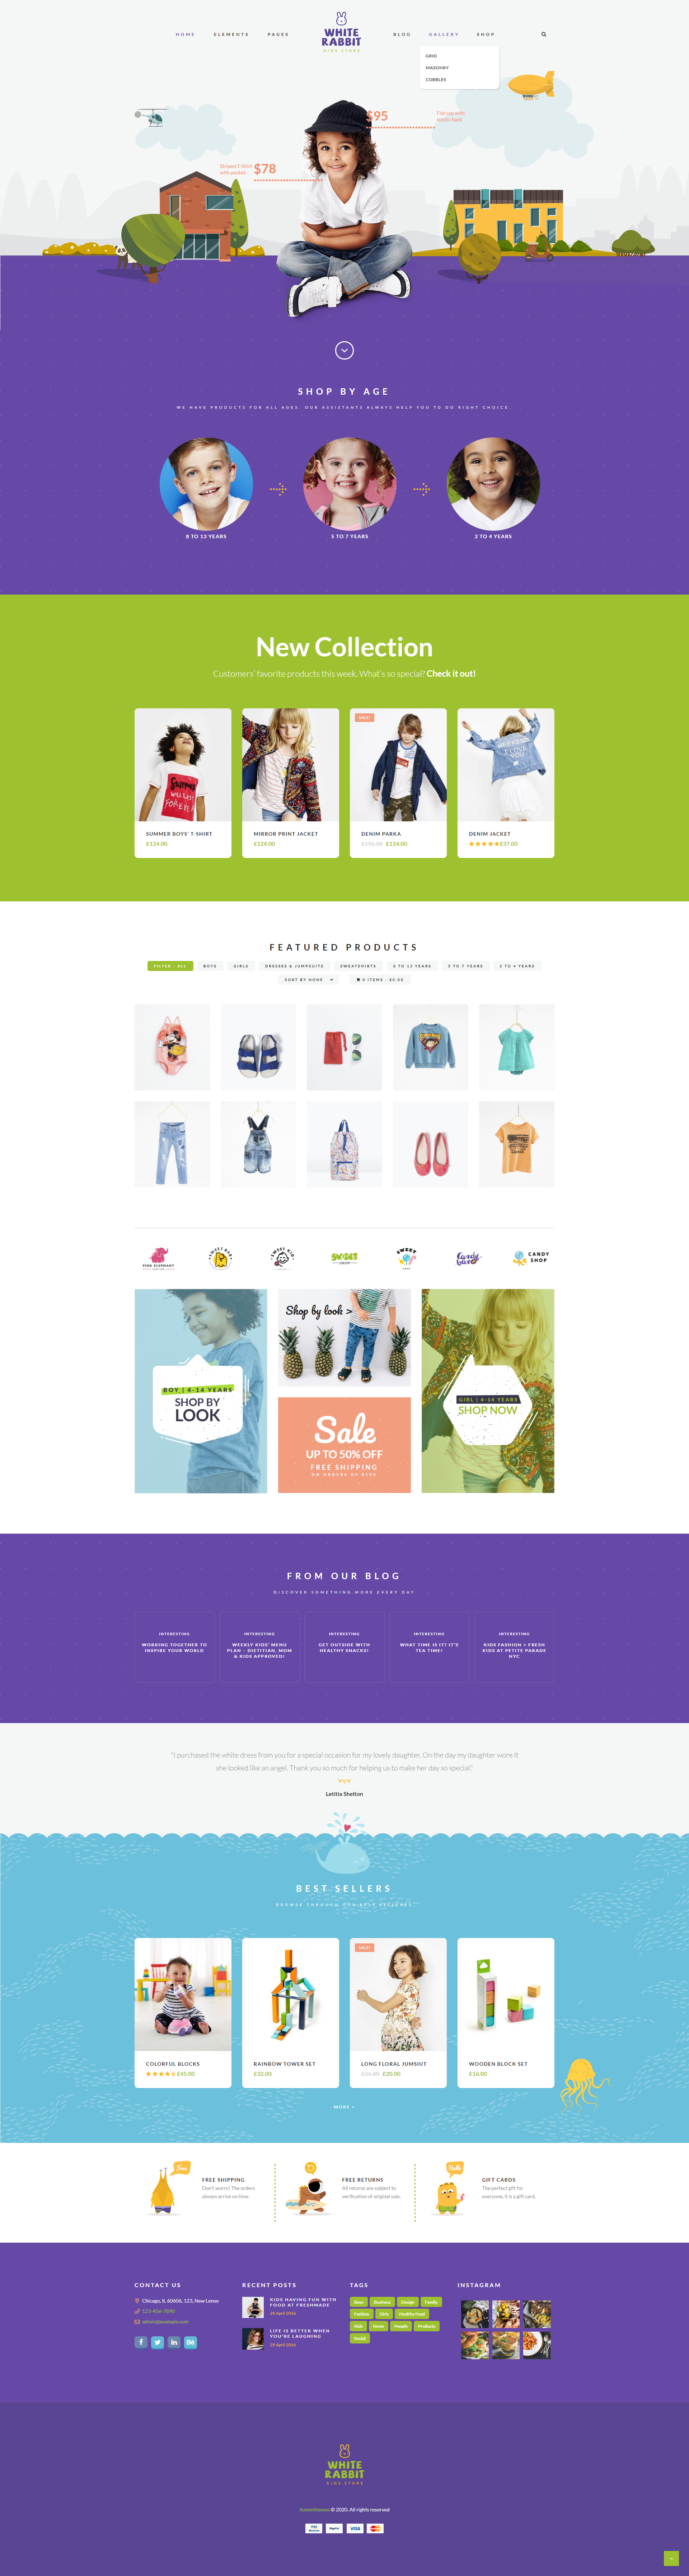 HOME
ELEMENTS
PAGES
WHITE
RABBIT
KIDS STORE
BLOG
GALLERY
SHOP
GRID
MASONRY
COBBLES
$95
Flat cap with
visible back
Striped T-Shirt
with pocket
$78
SHOP BY AGE
WE HAVE PRODUCTS FOR ALL AGES. OUR ASSISTANTS ALWAYS HELP YOU TO DO RIGHT CHOICE.
8 TO 13 YEARS
5 TO 7 YEARS
2 TO 4 YEARS
New Collection
Customers' favorite products this week. What's so special? Check it out!
SALE!
SUMMER BOYS' T-SHIRT
£124.00
MIRROR PRINT JACKET
£124.00
DENIM PARKA
£159.00 £124.00
DENIM JACKET
£37.00
FEATURED PRODUCTS
FILTER - ALL
BOYS
GIRLS
DRESSES & JUMPSUITS
SWEATSHIRTS
8 TO 13 YEARS
5 TO 7 YEARS
2 TO 4 YEARS
SORT BY NONE
0 ITEMS - £0.00
PINK ELEPHANT
SWEET KID
SWEET
SHOP
SWEET
Candy
CANDY
SHOP
BOY | 4-14 YEARS
SHOP BY
LOOK
Shop by look >
Sale
UP TO 50% OFF
FREE SHIPPING
ON ORDERS OF $100
GIRL | 4-14 YEARS
SHOP NOW
FROM OUR BLOG
DISCOVER SOMETHING MORE EVERY DAY
INTERESTING
WORKING TOGETHER TO
INSPIRE YOUR WORLD
INTERESTING
WEEKLY KIDS' MENU
PLAN – DIETITIAN, MOM
& KIDS APPROVED!
INTERESTING
GET OUTSIDE WITH
HEALTHY SNACKS!
INTERESTING
WHAT TIME IS IT? IT'S
TEA TIME!
INTERESTING
KIDS FASHION + FRESH
KIDS AT PETITE PARADE
NYC
"I purchased the white dress from you for a special occasion for my lovely daughter. On the day my daughter wore it
she looked like an angel. Thank you so much for helping us to make her day so special."
Letitia Shelton
BEST SELLERS
BROWSE THROUGH OUR BEST SELLERS.
SALE!
COLORFUL BLOCKS
£45.00
RAINBOW TOWER SET
£32.00
LONG FLORAL JUMSIUT
£20.00
WOODEN BLOCK SET
£16.00
MORE >
Free
FREE SHIPPING
Don't worry! The orders
always arrive on time.
FREE RETURNS
All returns are subject to
verification of original sale.
Hello
GIFT CARDS
The perfect gift for
everyone, it is a gift card.
CONTACT US
Chicago, IL 60606, 123, New Lenox
123-456-7890
admin@example.com
RECENT POSTS
KIDS HAVING FUN WITH
FOOD AT FRESHMADE
29 April 2016
LIFE IS BETTER WHEN
YOU'RE LAUGHING
29 April 2016
TAGS
Boys
Business
Design
Family
Fashion
Girls
Healthy Food
Kids
News
People
Products
Social
INSTAGRAM
WHITE
RABBIT
KIDS STORE
Axiomthemes © 2020. All rights reserved
PayPal
VISA